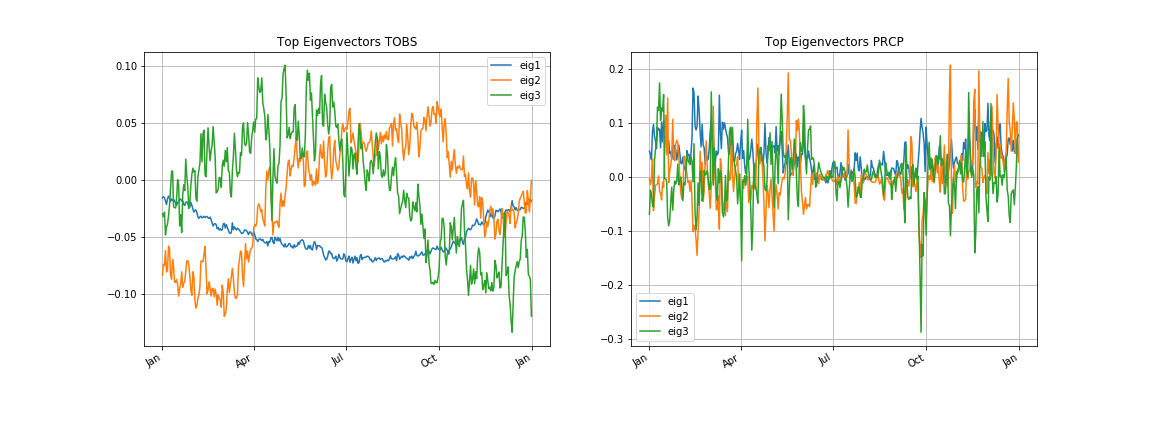 Top Eigenvectors TOBS
0.10
0.05
0.00
−0.05
−0.10
Jan
Apr
Jul
Oct
Jan
eig1
eig2
eig3
Top Eigenvectors PRCP
0.2
0.1
0.0
−0.1
−0.2
−0.3
Jan
Apr
Jul
Oct
Jan
eig1
eig2
eig3